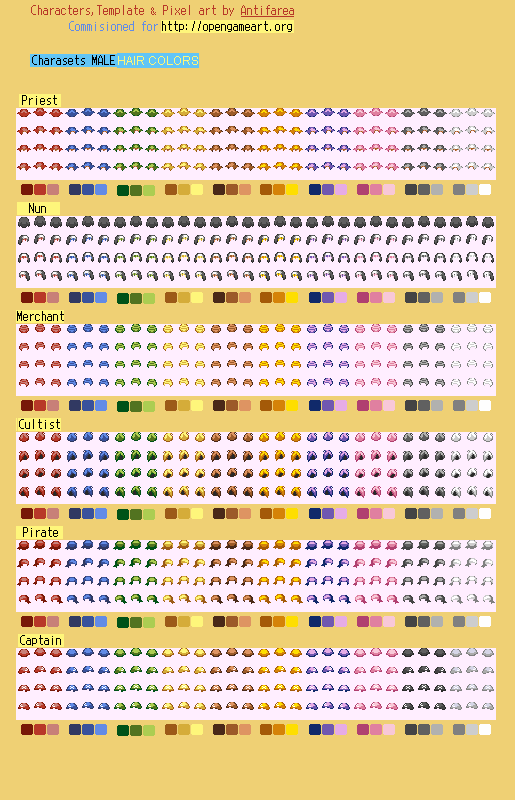 Characters, Template & Pixel art by Antifarea
Commisioned for http://opengameart.org
Charasets MALE HAIR COLORS
Priest
Nun
Merchant
Cultist
Pirate
Captain